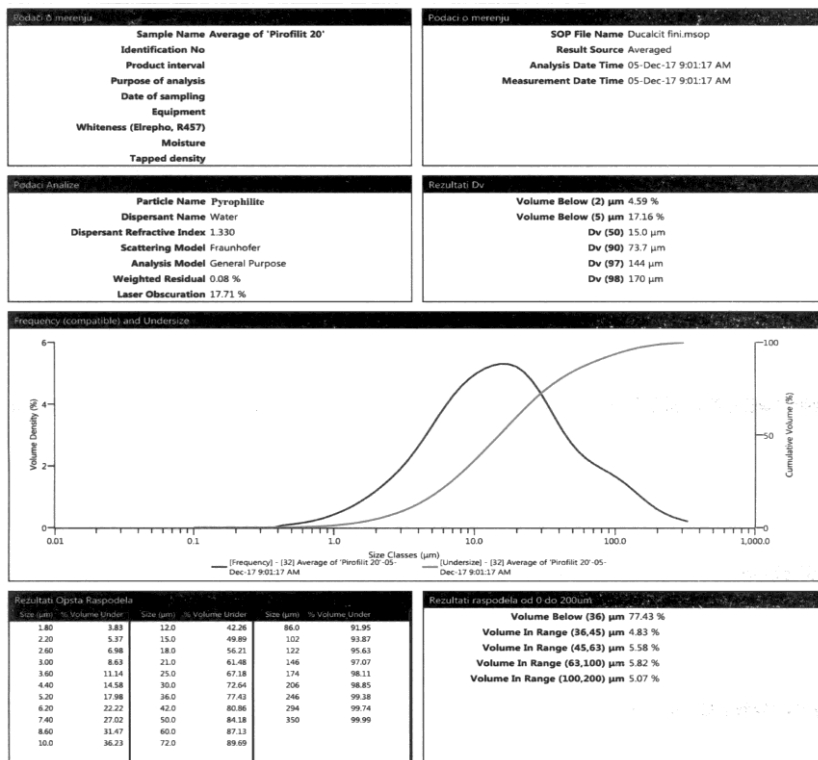 Podaci o merenju
Sample Name Average of 'Pirofilit 20'
Identification No
Product interval
Purpose of analysis
Date of sampling
Equipment
Whiteness (Elrepho, R457)
Moisture
Tapped density
Podaci o merenju
SOP File Name Ducalcit fini.msop
Result Source Averaged
Analysis Date Time 05-Dec-17 9:01:17 AM
Measurement Date Time 05-Dec-17 9:01:17 AM
Podaci Analize
Particle Name Pyrophilite
Dispersant Name Water
Dispersant Refractive Index 1.330
Scattering Model Fraunhofer
Analysis Model General Purpose
Weighted Residual 0.08 %
Laser Obscuration 17.71 %
Rezultati Dv
Volume Below (2) µm 4.59 %
Volume Below (5) µm 17.16 %
Dv (50) 15.0 µm
Dv (90) 73.7 µm
Dv (97) 144 µm
Dv (98) 170 µm
Frequency (compatible) and Undersize
Volume Density (%)
6
4
2
0
100
50
0
Cumulative Volume (%)
0.01 0.1 1.0 10.0 100.0 1,000.0
Size Classes (µm)
[Frequency] - [32] Average of 'Pirofilit 20'-05-
Dec-17 9:01:17 AM
[Undersize] - [32] Average of 'Pirofilit 20'-05-
Dec-17 9:01:17 AM
Rezultati Opsta Raspodela
Size (µm) % Volume Under Size (µm) % Volume Under Size (µm) % Volume Under
1.80 3.83 12.0 42.26 86.0 91.95
2.20 5.37 15.0 49.89 102 93.87
2.60 6.98 18.0 56.21 122 95.63
3.00 8.63 21.0 61.48 146 97.07
3.60 11.14 25.0 67.18 174 98.11
4.40 14.58 30.0 72.64 206 98.85
5.20 17.98 36.0 77.43 246 99.38
6.20 22.22 42.0 80.86 294 99.74
7.40 27.02 50.0 84.18 350 99.99
8.60 31.47 60.0 87.13
10.0 36.23 72.0 89.69
Rezultati raspodela od 0 do 200um
Volume Below (36) µm 77.43 %
Volume In Range (36,45) µm 4.83 %
Volume In Range (45,63) µm 5.58 %
Volume In Range (63,100) µm 5.82 %
Volume In Range (100,200) µm 5.07 %